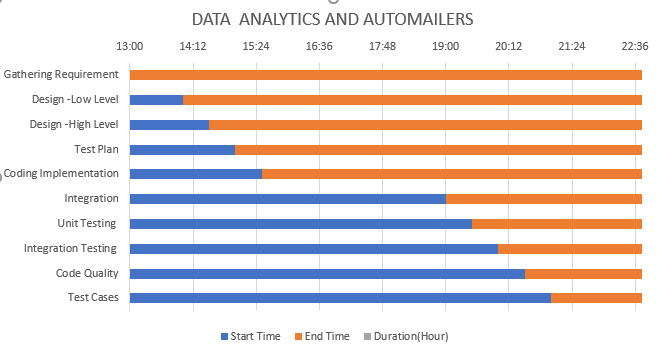 DATA ANALYTICS AND AUTOMAILERS
13:00 14:12 15:24 16:36 17:48 19:00 20:12 21:24 22:36
Gathering Requirement
Design -Low Level
Design -High Level
Test Plan
Coding Implementation
Integration
Unit Testing
Integration Testing
Code Quality
Test Cases
Start Time End Time Duration(Hour)